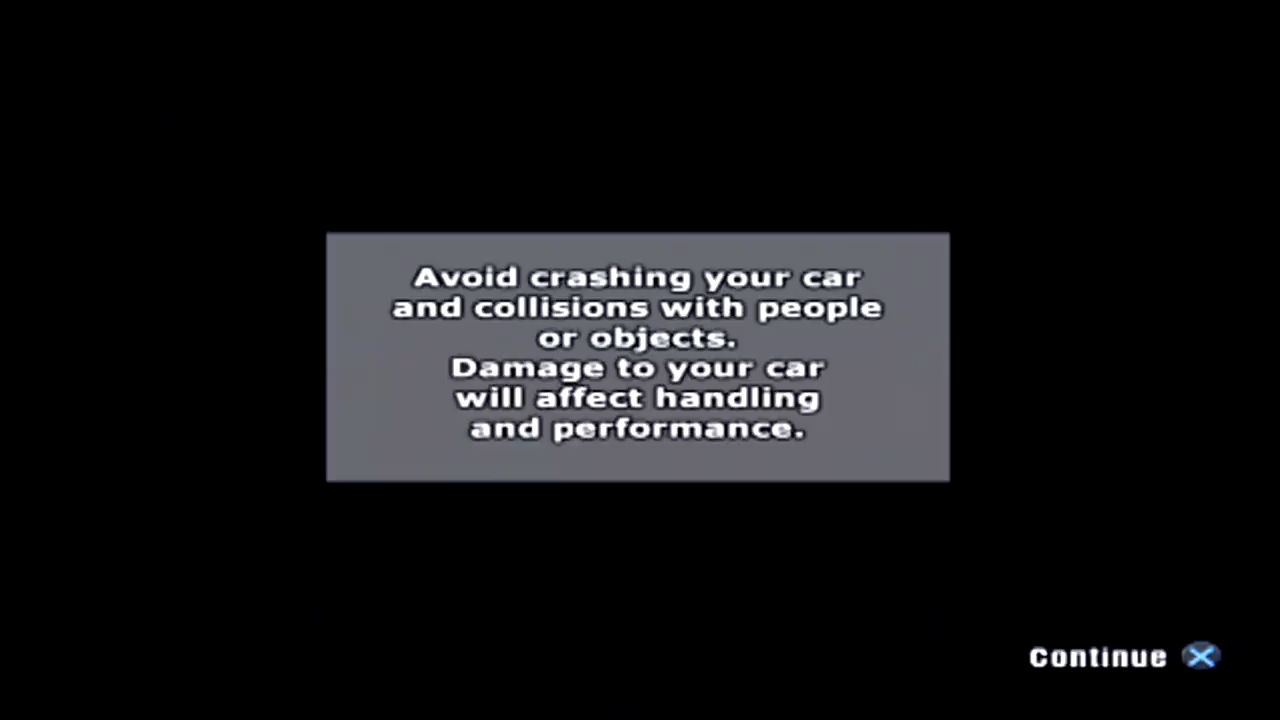 Avoid crashing your car
and collisions with people
or objects.
Damage to your car
will affect handling
and performance.
Continue